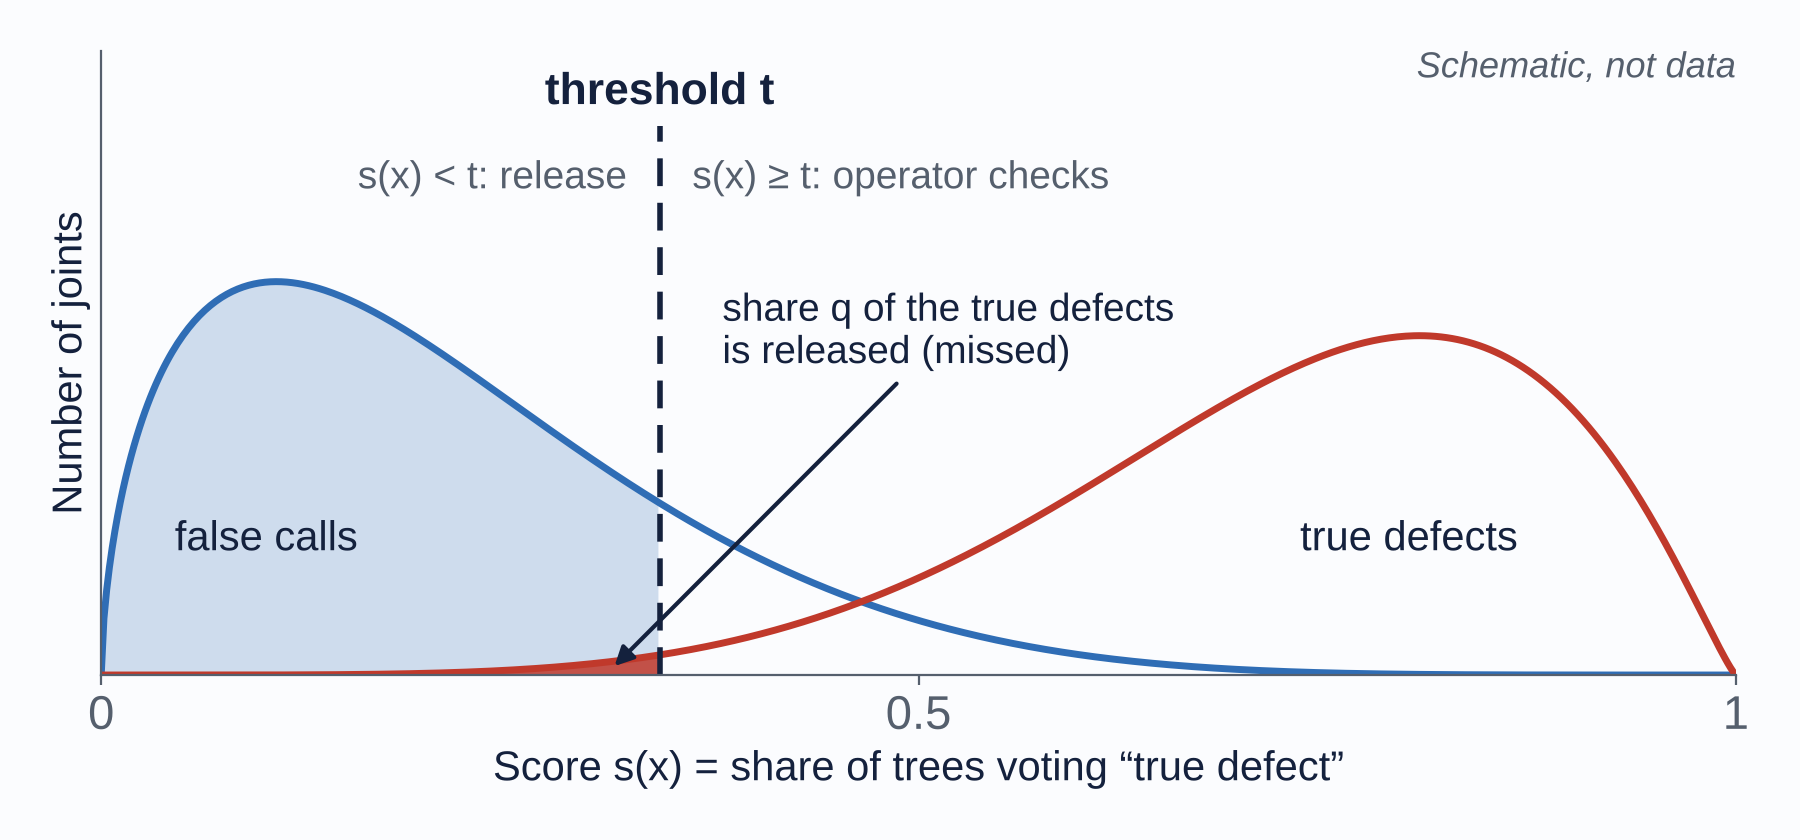 Schematic, not data
threshold t
s(x) < t: release
s(x) ≥ t: operator checks
Number of joints
share q of the true defects
is released (missed)
false calls
true defects
0
0.5
1
Score s(x) = share of trees voting “true defect”